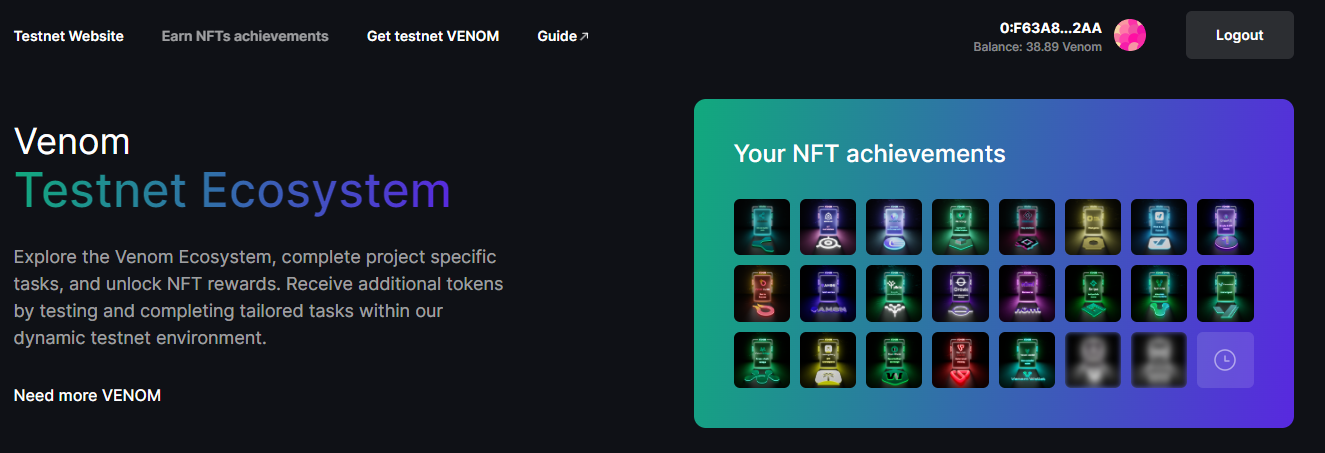 Testnet Website
Earn NFTs achievements
Get testnet VENOM
Guide↗
0:F63A8...2AA
Balance: 38.89 Venom
Logout
Venom
Testnet Ecosystem
Explore the Venom Ecosystem, complete project specific
tasks, and unlock NFT rewards. Receive additional tokens
by testing and completing tailored tasks within our
dynamic testnet environment.
Need more VENOM
Your NFT achievements